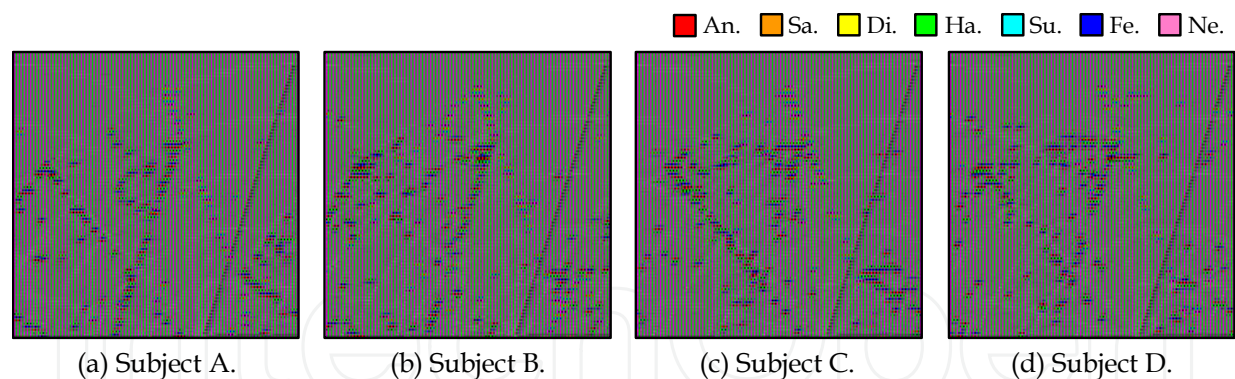 An. Sa. Di. Ha. Su. Fe. Ne.
(a) Subject A. (b) Subject B. (c) Subject C. (d) Subject D.